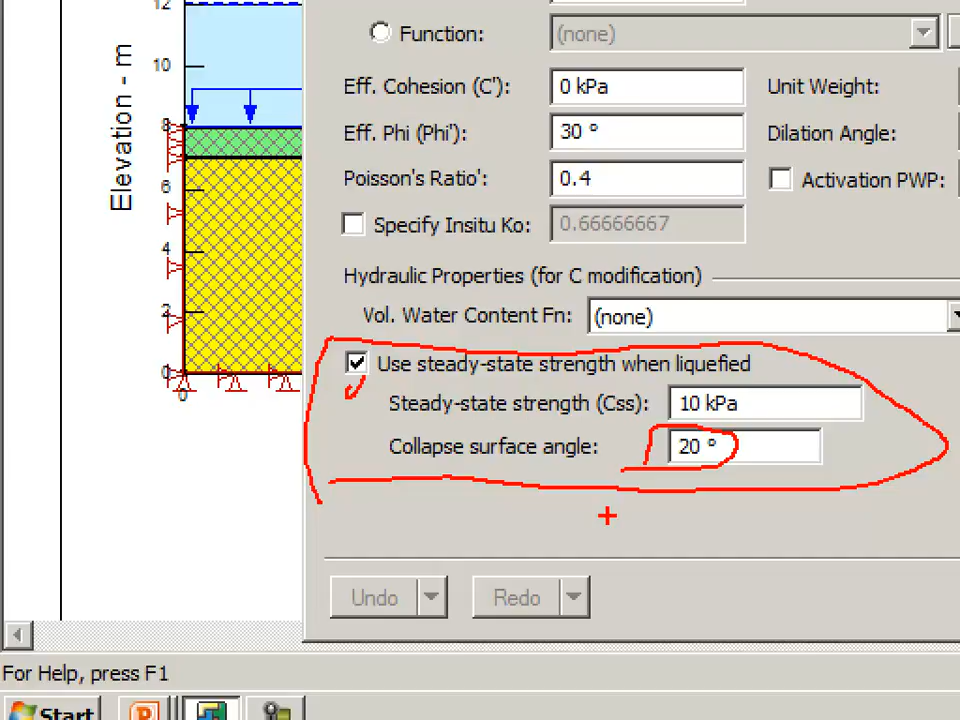 12
10
8
6
4
2
0
0
Elevation - m
Function: (none)
Eff. Cohesion (C'): 0 kPa Unit Weight:
Eff. Phi (Phi'): 30 ° Dilation Angle:
Poisson's Ratio': 0.4 Activation PWP:
Specify Insitu Ko: 0.66666667
Hydraulic Properties (for C modification)
Vol. Water Content Fn: (none)
Use steady-state strength when liquefied
Steady-state strength (Css): 10 kPa
Collapse surface angle: 20 °
Undo Redo
For Help, press F1
Start